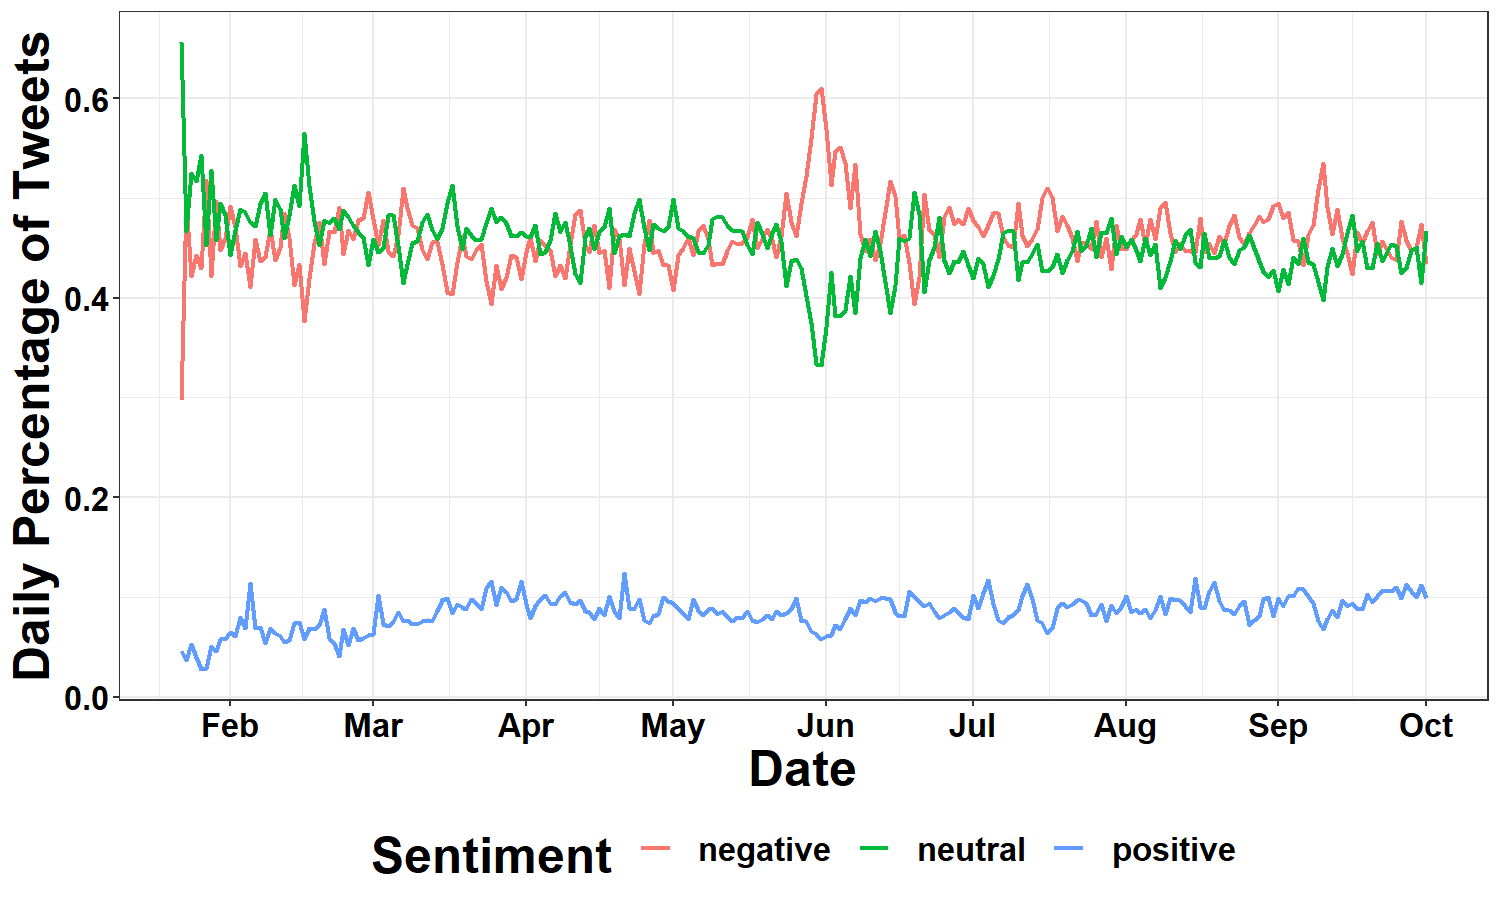 Daily Percentage of Tweets
0.6
0.4
0.2
0.0
Feb Mar Apr May Jun Jul Aug Sep Oct
Date
Sentiment negative neutral positive